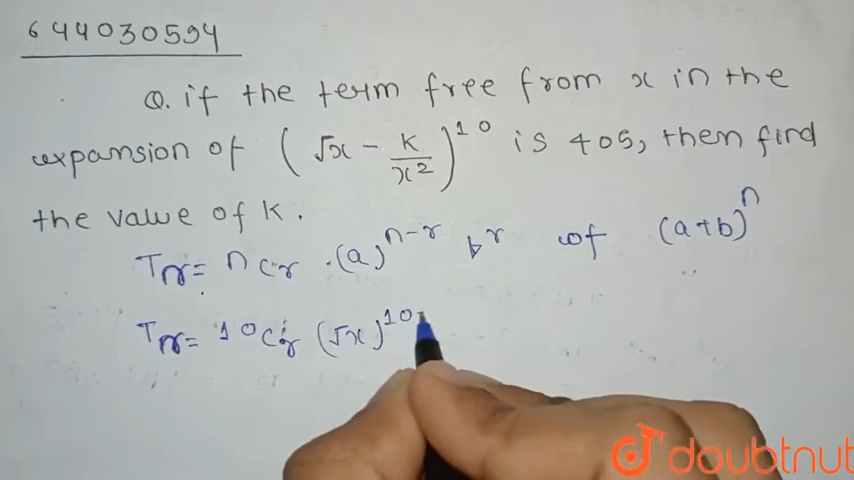 644030594
Q. if the term free from x in the
expansion of (√x - k/x²)^10 is 405, then find
the value of k.
Tr = nCr .(a)^n-r b^r of (a+b)^n
Tr = 10Cr (√x)^10-
doubtnut